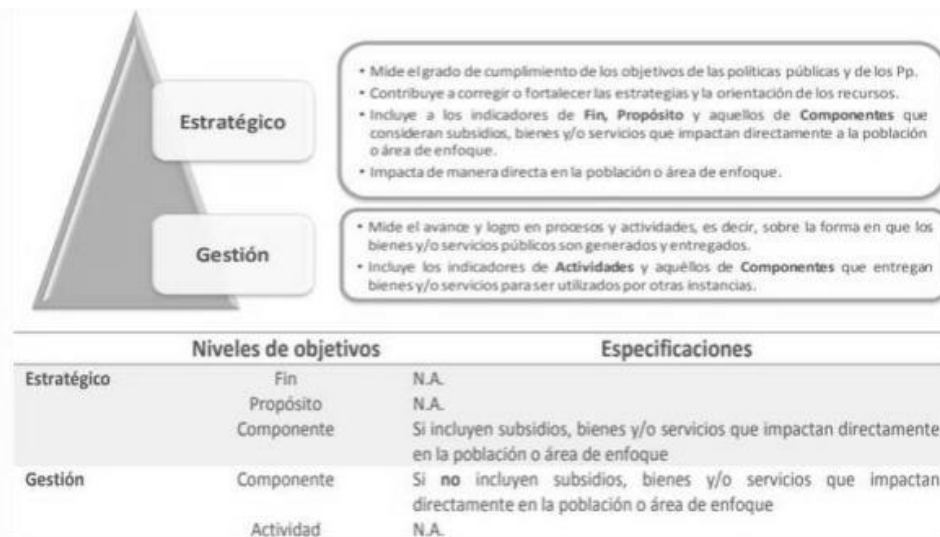 Estratégico
• Mide el grado de cumplimiento de los objetivos de las políticas públicas y de los Pp.
• Contribuye a corregir o fortalecer las estrategias y la orientación de los recursos.
• Incluye a los indicadores de Fin, Propósito y aquellos de Componentes que
consideran subsidios, bienes y/o servicios que impactan directamente a la población
o área de enfoque.
• Impacta de manera directa en la población o área de enfoque.
Gestión
• Mide el avance y logro en procesos y actividades, es decir, sobre la forma en que los
bienes y/o servicios públicos son generados y entregados.
• Incluye los indicadores de Actividades y aquéllos de Componentes que entregan
bienes y/o servicios para ser utilizados por otras instancias.
Niveles de objetivos Especificaciones
Estratégico Fin N.A.
Propósito N.A.
Componente Si incluyen subsidios, bienes y/o servicios que impactan directamente
en la población o área de enfoque
Gestión Componente Si no incluyen subsidios, bienes y/o servicios que impactan
directamente en la población o área de enfoque
Actividad N.A.